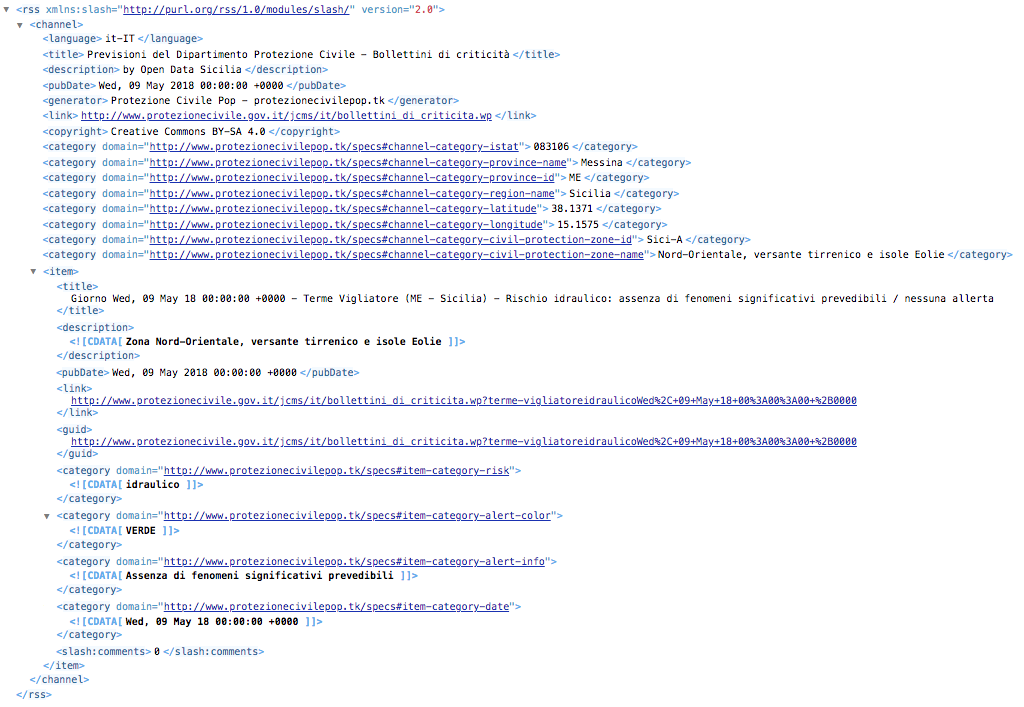 ▼ <rss xmlns:slash="http://purl.org/rss/1.0/modules/slash/" version="2.0">
▼ <channel>
<language> it-IT </language>
<title> Previsioni del Dipartimento Protezione Civile – Bollettini di criticità </title>
<description> by Open Data Sicilia </description>
<pubDate> Wed, 09 May 2018 00:00:00 +0000 </pubDate>
<generator> Protezione Civile Pop – protezionecivilepop.tk </generator>
<link> http://www.protezionecivile.gov.it/jcms/it/bollettini_di_criticita.wp </link>
<copyright> Creative Commons BY-SA 4.0 </copyright>
<category domain="http://www.protezionecivilepop.tk/specs#channel-category-istat"> 083106 </category>
<category domain="http://www.protezionecivilepop.tk/specs#channel-category-province-name"> Messina </category>
<category domain="http://www.protezionecivilepop.tk/specs#channel-category-province-id"> ME </category>
<category domain="http://www.protezionecivilepop.tk/specs#channel-category-region-name"> Sicilia </category>
<category domain="http://www.protezionecivilepop.tk/specs#channel-category-latitude"> 38.1371 </category>
<category domain="http://www.protezionecivilepop.tk/specs#channel-category-longitude"> 15.1575 </category>
<category domain="http://www.protezionecivilepop.tk/specs#channel-category-civil-protection-zone-id"> Sici-A </category>
<category domain="http://www.protezionecivilepop.tk/specs#channel-category-civil-protection-zone-name"> Nord-Orientale, versante tirrenico e isole Eolie </category>
▼ <item>
<title>
Giorno Wed, 09 May 18 00:00:00 +0000 – Terme Vigliatore (ME – Sicilia) – Rischio idraulico: assenza di fenomeni significativi prevedibili / nessuna allerta
</title>
<description>
<![CDATA[ Zona Nord-Orientale, versante tirrenico e isole Eolie ]]>
</description>
<pubDate> Wed, 09 May 2018 00:00:00 +0000 </pubDate>
<link>
http://www.protezionecivile.gov.it/jcms/it/bollettini_di_criticita.wp?terme-vigliatoreidraulicoWed%2C+09+May+18+00%3A00%3A00+%2B0000
</link>
<guid>
http://www.protezionecivile.gov.it/jcms/it/bollettini_di_criticita.wp?terme-vigliatoreidraulicoWed%2C+09+May+18+00%3A00%3A00+%2B0000
</guid>
<category domain="http://www.protezionecivilepop.tk/specs#item-category-risk">
<![CDATA[ idraulico ]]>
</category>
▼ <category domain="http://www.protezionecivilepop.tk/specs#item-category-alert-color">
<![CDATA[ VERDE ]]>
</category>
<category domain="http://www.protezionecivilepop.tk/specs#item-category-alert-info">
<![CDATA[ Assenza di fenomeni significativi prevedibili ]]>
</category>
<category domain="http://www.protezionecivilepop.tk/specs#item-category-date">
<![CDATA[ Wed, 09 May 18 00:00:00 +0000 ]]>
</category>
<slash:comments> 0 </slash:comments>
</item>
</channel>
</rss>